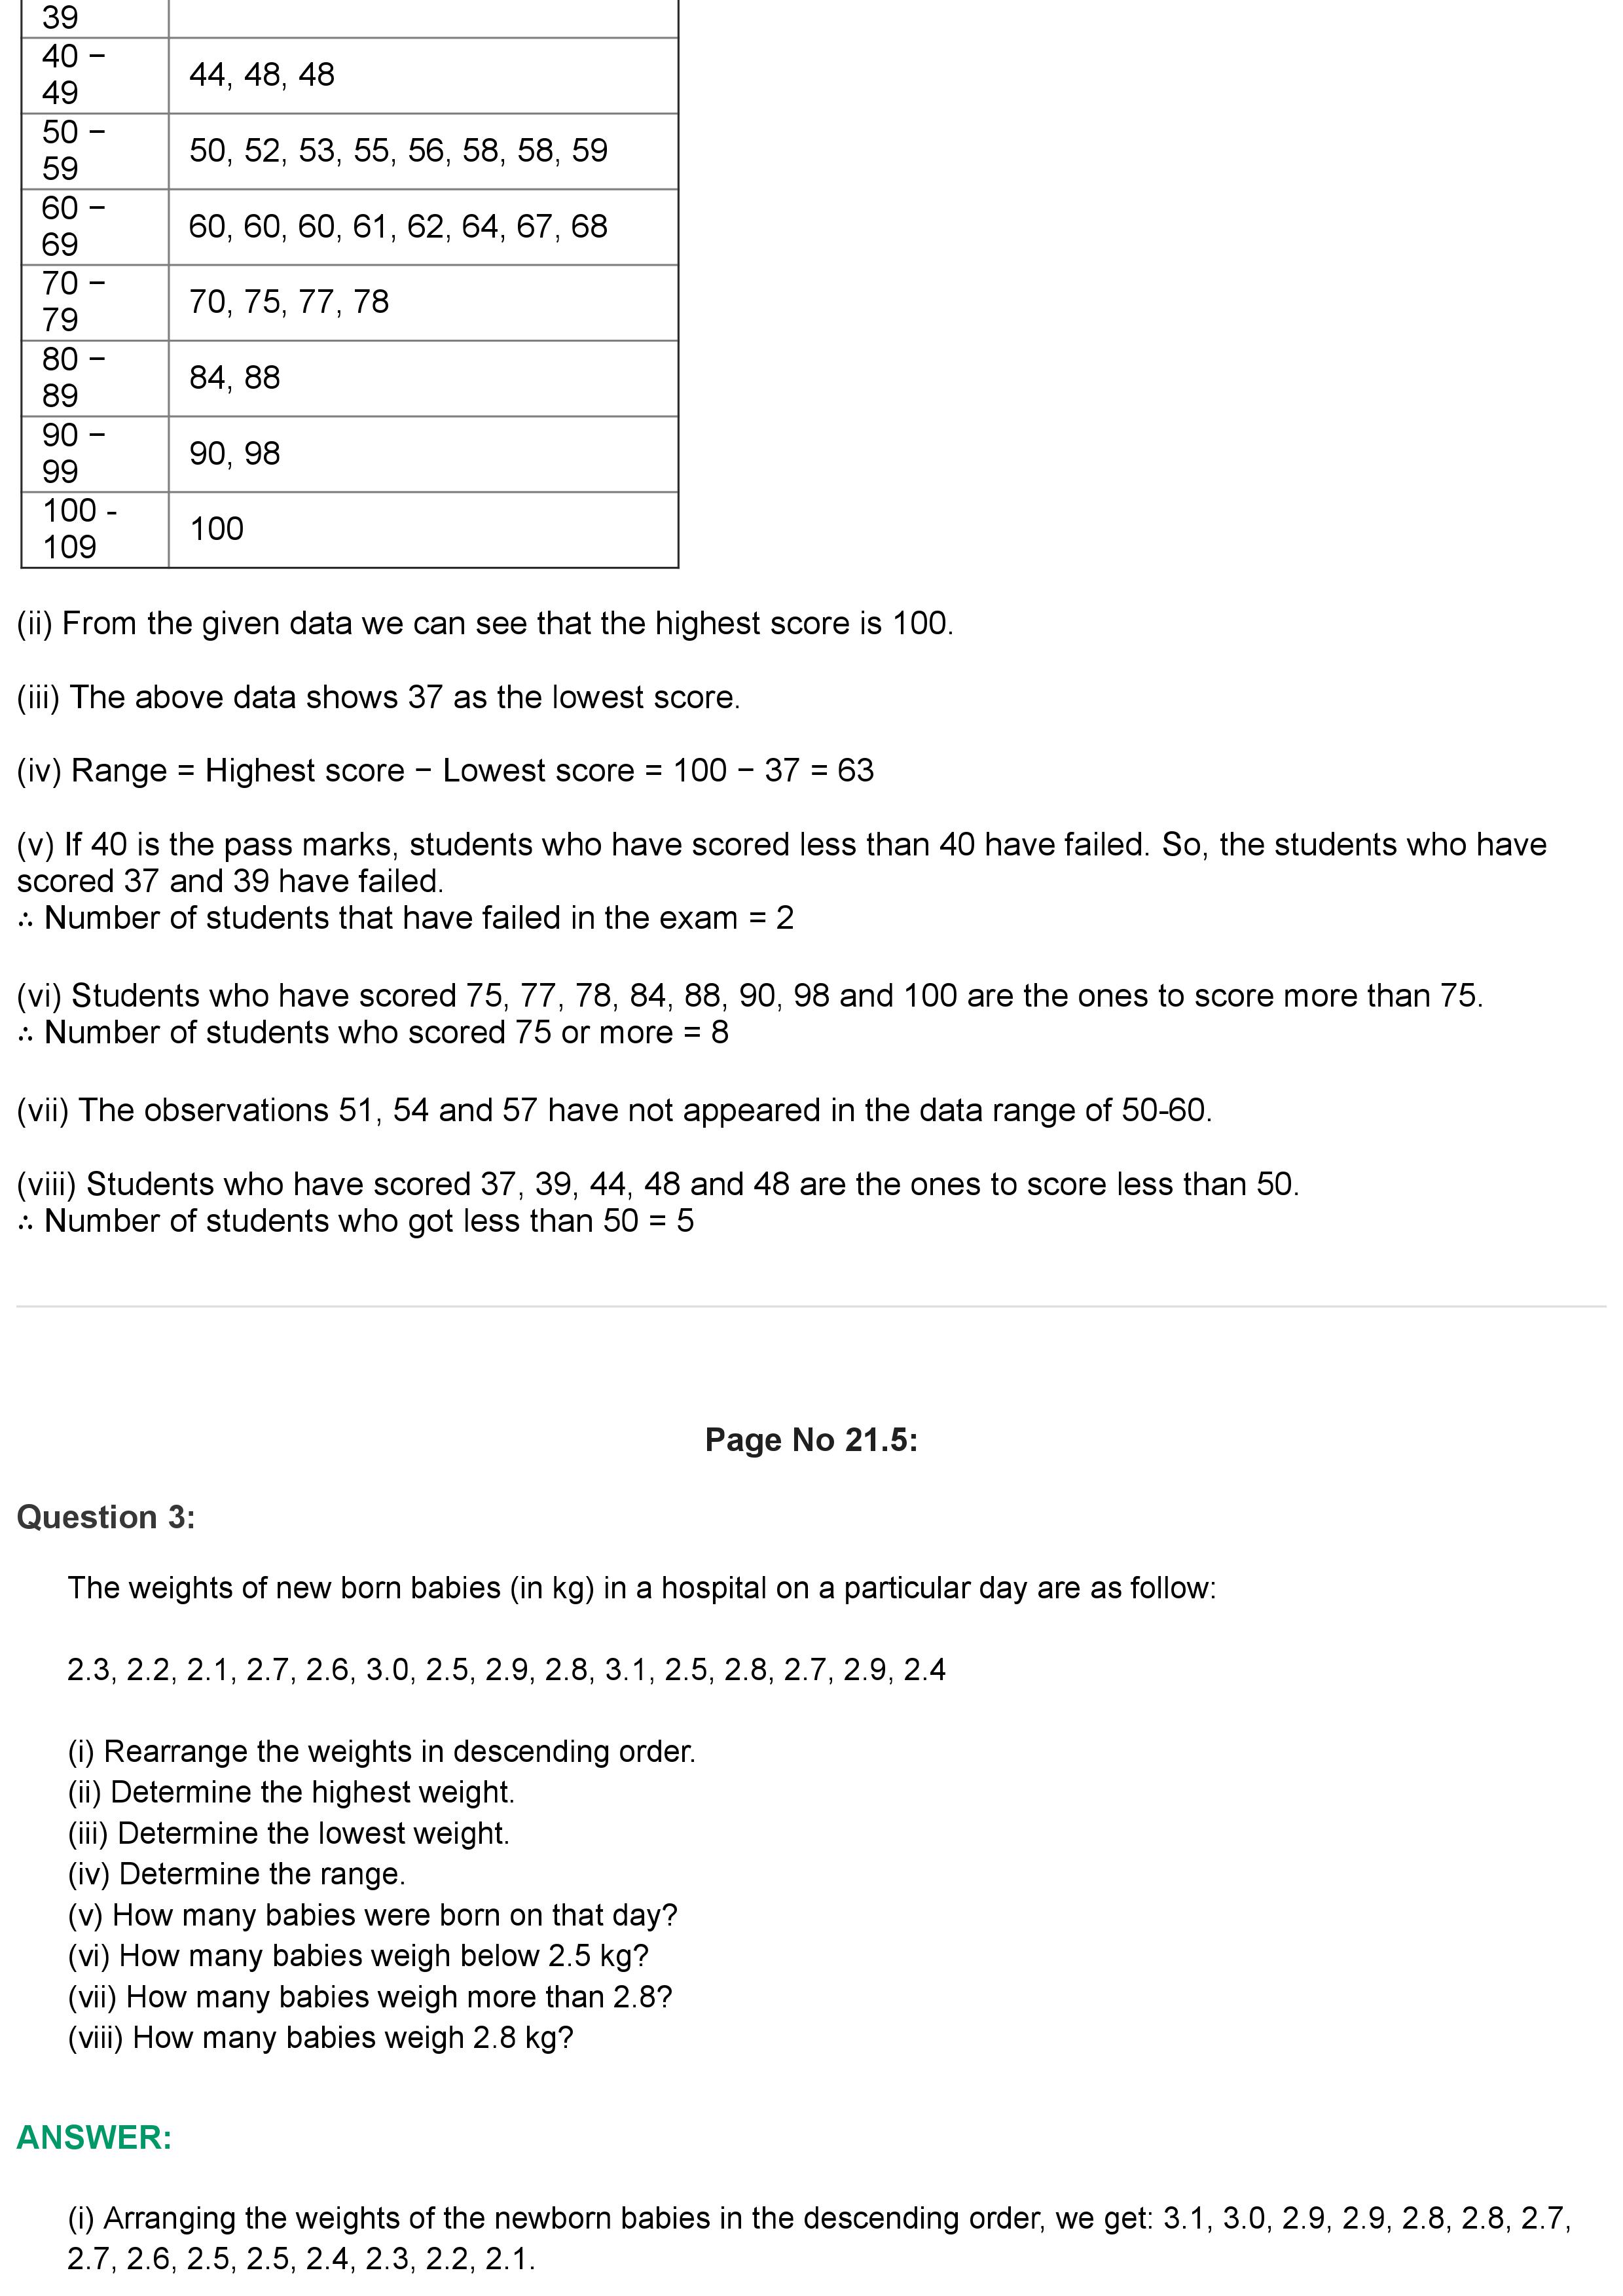 39
40 −
49
44, 48, 48
50 −
59
50, 52, 53, 55, 56, 58, 58, 59
60 −
69
60, 60, 60, 61, 62, 64, 67, 68
70 −
79
70, 75, 77, 78
80 −
89
84, 88
90 −
99
90, 98
100 -
109
100
(ii) From the given data we can see that the highest score is 100.
(iii) The above data shows 37 as the lowest score.
(iv) Range = Highest score − Lowest score = 100 − 37 = 63
(v) If 40 is the pass marks, students who have scored less than 40 have failed. So, the students who have
scored 37 and 39 have failed.
∴ Number of students that have failed in the exam = 2
(vi) Students who have scored 75, 77, 78, 84, 88, 90, 98 and 100 are the ones to score more than 75.
∴ Number of students who scored 75 or more = 8
(vii) The observations 51, 54 and 57 have not appeared in the data range of 50-60.
(viii) Students who have scored 37, 39, 44, 48 and 48 are the ones to score less than 50.
∴ Number of students who got less than 50 = 5
Page No 21.5:
Question 3:
The weights of new born babies (in kg) in a hospital on a particular day are as follow:
2.3, 2.2, 2.1, 2.7, 2.6, 3.0, 2.5, 2.9, 2.8, 3.1, 2.5, 2.8, 2.7, 2.9, 2.4
(i) Rearrange the weights in descending order.
(ii) Determine the highest weight.
(iii) Determine the lowest weight.
(iv) Determine the range.
(v) How many babies were born on that day?
(vi) How many babies weigh below 2.5 kg?
(vii) How many babies weigh more than 2.8?
(viii) How many babies weigh 2.8 kg?
ANSWER:
(i) Arranging the weights of the newborn babies in the descending order, we get: 3.1, 3.0, 2.9, 2.9, 2.8, 2.8, 2.7,
2.7, 2.6, 2.5, 2.5, 2.4, 2.3, 2.2, 2.1.